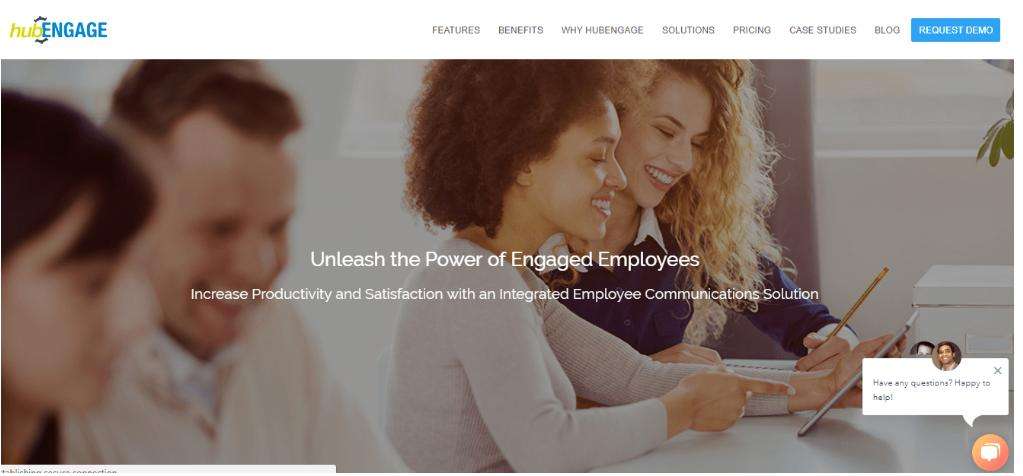 hubENGAGE
FEATURES BENEFITS WHY HUBENGAGE SOLUTIONS PRICING CASE STUDIES BLOG REQUEST DEMO
Unleash the Power of Engaged Employees
Increase Productivity and Satisfaction with an Integrated Employee Communications Solution
Have any questions? Happy to
help!
tablishing secure connection